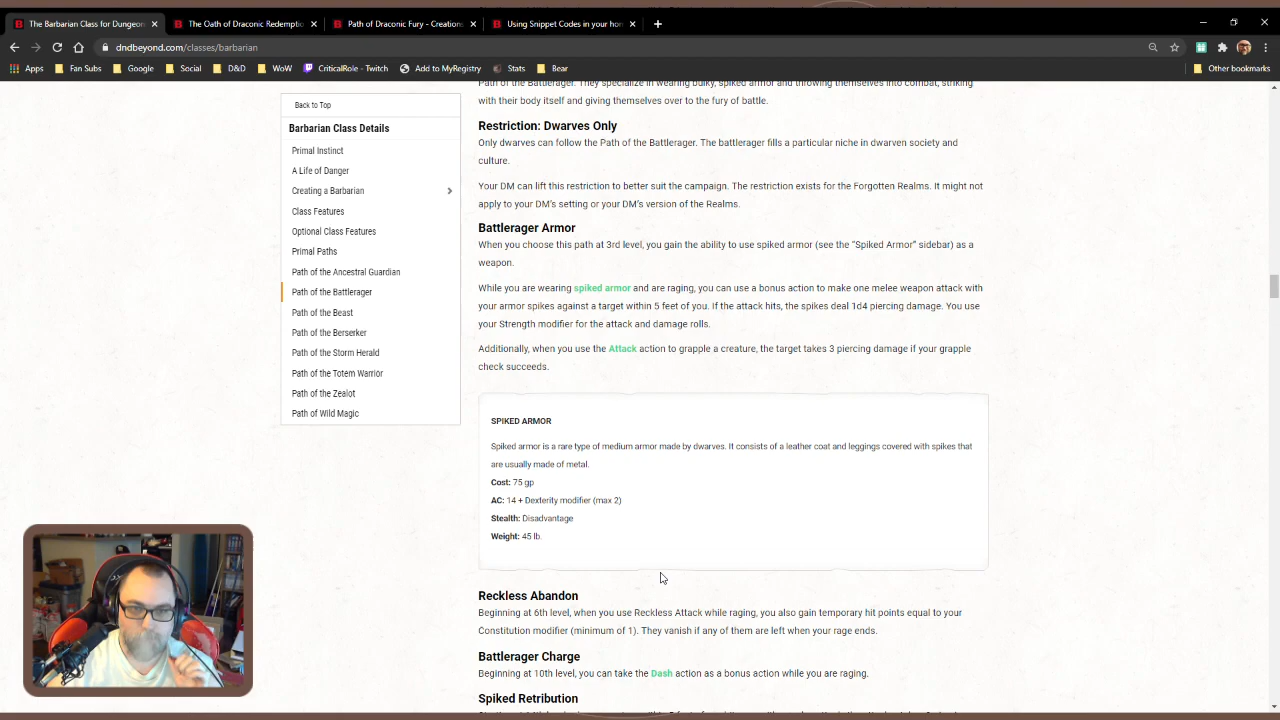 The Barbarian Class for Dungeon
The Oath of Draconic Redemptio
Path of Draconic Fury - Creations
Using Snippet Codes in your hom
dndbeyond.com/classes/barbarian
Apps Fan Subs Google Social D&D WoW CriticalRole - Twitch Add to MyRegistry Stats Bear Other bookmarks
Back to Top
Barbarian Class Details
Primal Instinct
A Life of Danger
Creating a Barbarian
Class Features
Optional Class Features
Primal Paths
Path of the Ancestral Guardian
Path of the Battlerager
Path of the Beast
Path of the Berserker
Path of the Storm Herald
Path of the Totem Warrior
Path of the Zealot
Path of Wild Magic
Path of the Battlerager. They specialize in wearing bulky, spiked armor and throwing themselves into combat, striking
with their body itself and giving themselves over to the fury of battle.
Restriction: Dwarves Only
Only dwarves can follow the Path of the Battlerager. The battlerager fills a particular niche in dwarven society and
culture.
Your DM can lift this restriction to better suit the campaign. The restriction exists for the Forgotten Realms. It might not
apply to your DM's setting or your DM's version of the Realms.
Battlerager Armor
When you choose this path at 3rd level, you gain the ability to use spiked armor (see the "Spiked Armor" sidebar) as a
weapon.
While you are wearing spiked armor and are raging, you can use a bonus action to make one melee weapon attack with
your armor spikes against a target within 5 feet of you. If the attack hits, the spikes deal 1d4 piercing damage. You use
your Strength modifier for the attack and damage rolls.
Additionally, when you use the Attack action to grapple a creature, the target takes 3 piercing damage if your grapple
check succeeds.
SPIKED ARMOR
Spiked armor is a rare type of medium armor made by dwarves. It consists of a leather coat and leggings covered with spikes that
are usually made of metal.
Cost: 75 gp
AC: 14 + Dexterity modifier (max 2)
Stealth: Disadvantage
Weight: 45 lb.
Reckless Abandon
Beginning at 6th level, when you use Reckless Attack while raging, you also gain temporary hit points equal to your
Constitution modifier (minimum of 1). They vanish if any of them are left when your rage ends.
Battlerager Charge
Beginning at 10th level, you can take the Dash action as a bonus action while you are raging.
Spiked Retribution